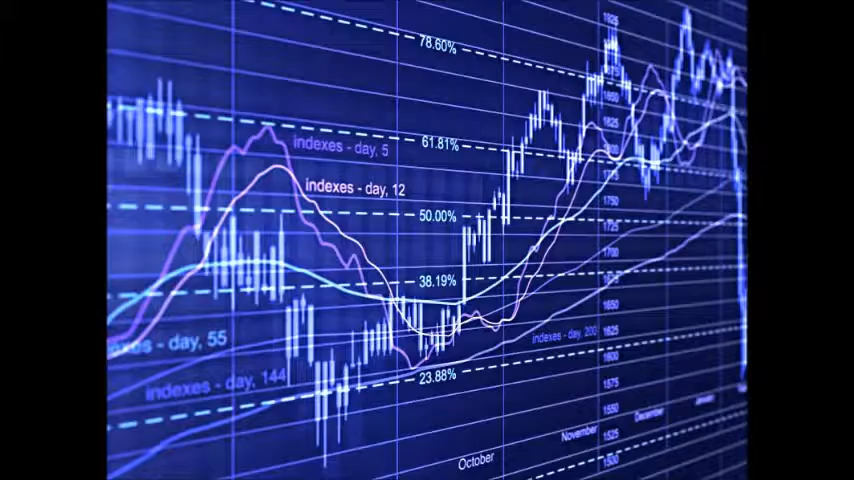 1925
78.60%
1850
1825
indexes - day, 5
61.81%
1800
1775
indexes - day, 12
1750
50.00%
1725
1700
38.19%
1675
1650
indexes - day, 200
1625
indexes - day, 55
1600
23.88%
indexes - day, 144
1575
1550
January
December
November
1525
October
1500